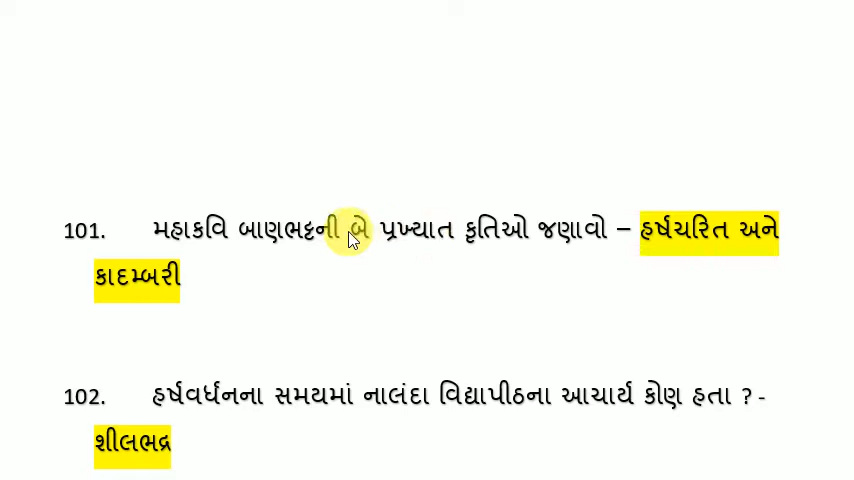 101. મહાકવિ બાણભટ્ટની બે પ્રખ્યાત કૃતિઓ જણાવો – હર્ષચરિત અને
કાદમ્બરી
102. હર્ષવર્ધનના સમયમાં નાલંદા વિદ્યાપીઠના આચાર્ય કોણ હતા ? -
શીલભદ્ર